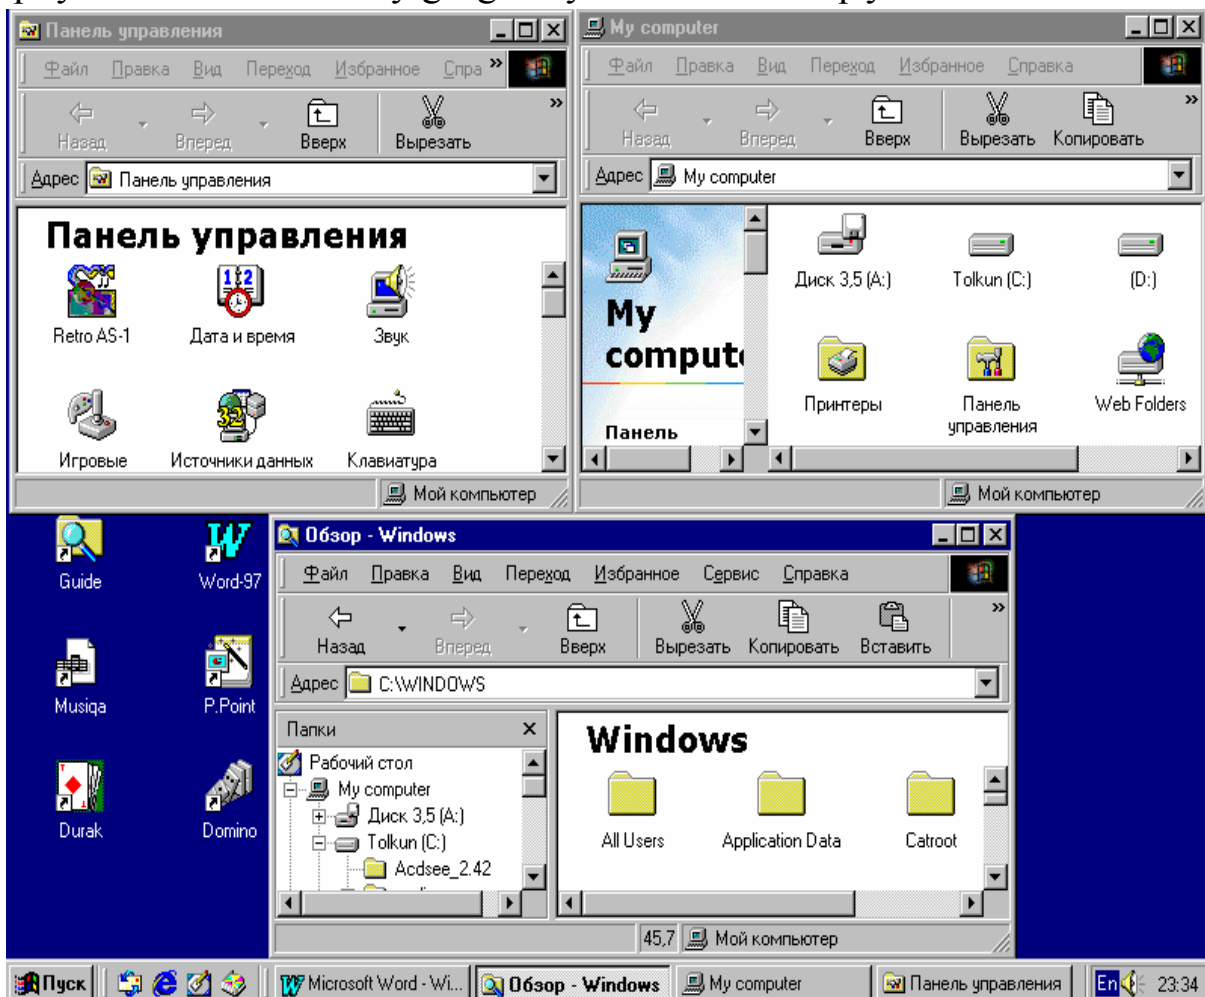 Панель управления
Файл Правка Вид Переход Избранное Спра »
Назад Вперед Вверх Вырезать »
Адрес Панель управления
Панель управления
Retro AS-1 Дата и время Звук
Игровые Источники данных Клавиатура
Мой компьютер
My computer
Файл Правка Вид Переход Избранное Справка
Назад Вперед Вверх Вырезать Копировать »
Адрес My computer
My
compute
Панель
Диск 3,5 (A:) Tolkun (C:) (D:)
Принтеры Панель управления Web Folders
Мой компьютер
Guide Word-97
Musiqa P.Point
Durak Domino
Обзор - Windows
Файл Правка Вид Переход Избранное Сервис Справка
Назад Вперед Вверх Вырезать Копировать Вставить »
Адрес C:\WINDOWS
Папки
Рабочий стол
My computer
Диск 3,5 (A:)
Tolkun (C:)
Acdsee_2.42
Windows
All Users Application Data Catroot
45,7 Мой компьютер
Пуск Microsoft Word - Wi... Обзор - Windows My computer Панель управления En 23:34